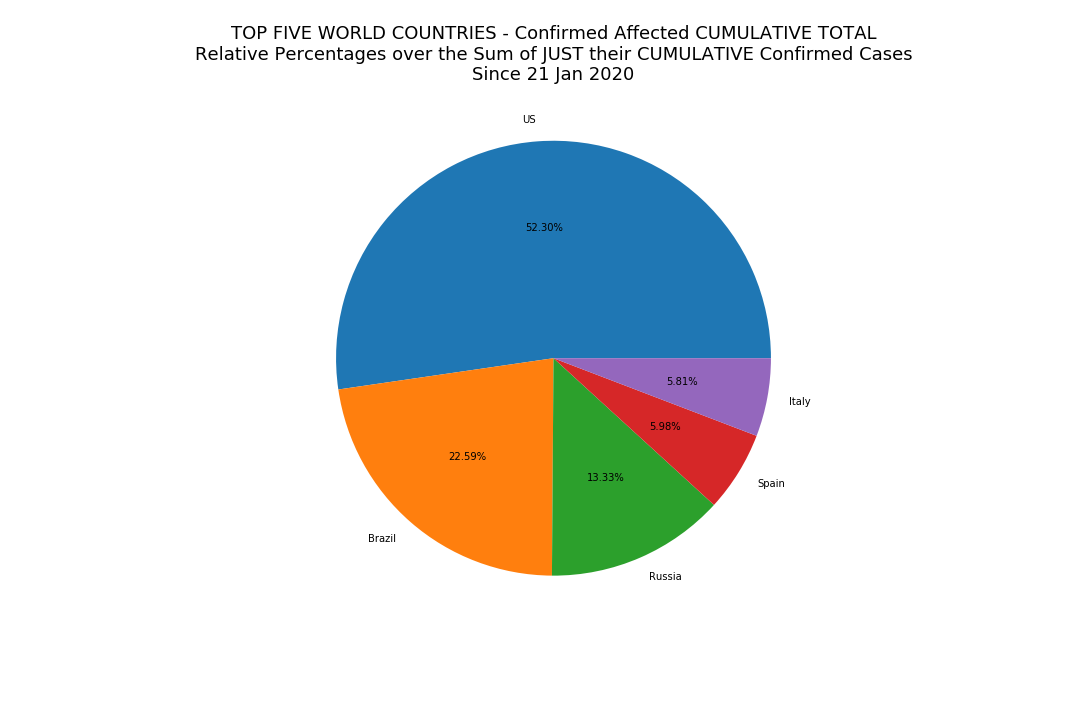 TOP FIVE WORLD COUNTRIES - Confirmed Affected CUMULATIVE TOTAL
Relative Percentages over the Sum of JUST their CUMULATIVE Confirmed Cases
Since 21 Jan 2020
US
52.30%
5.81%
Italy
5.98%
22.59%
13.33%
Spain
Brazil
Russia